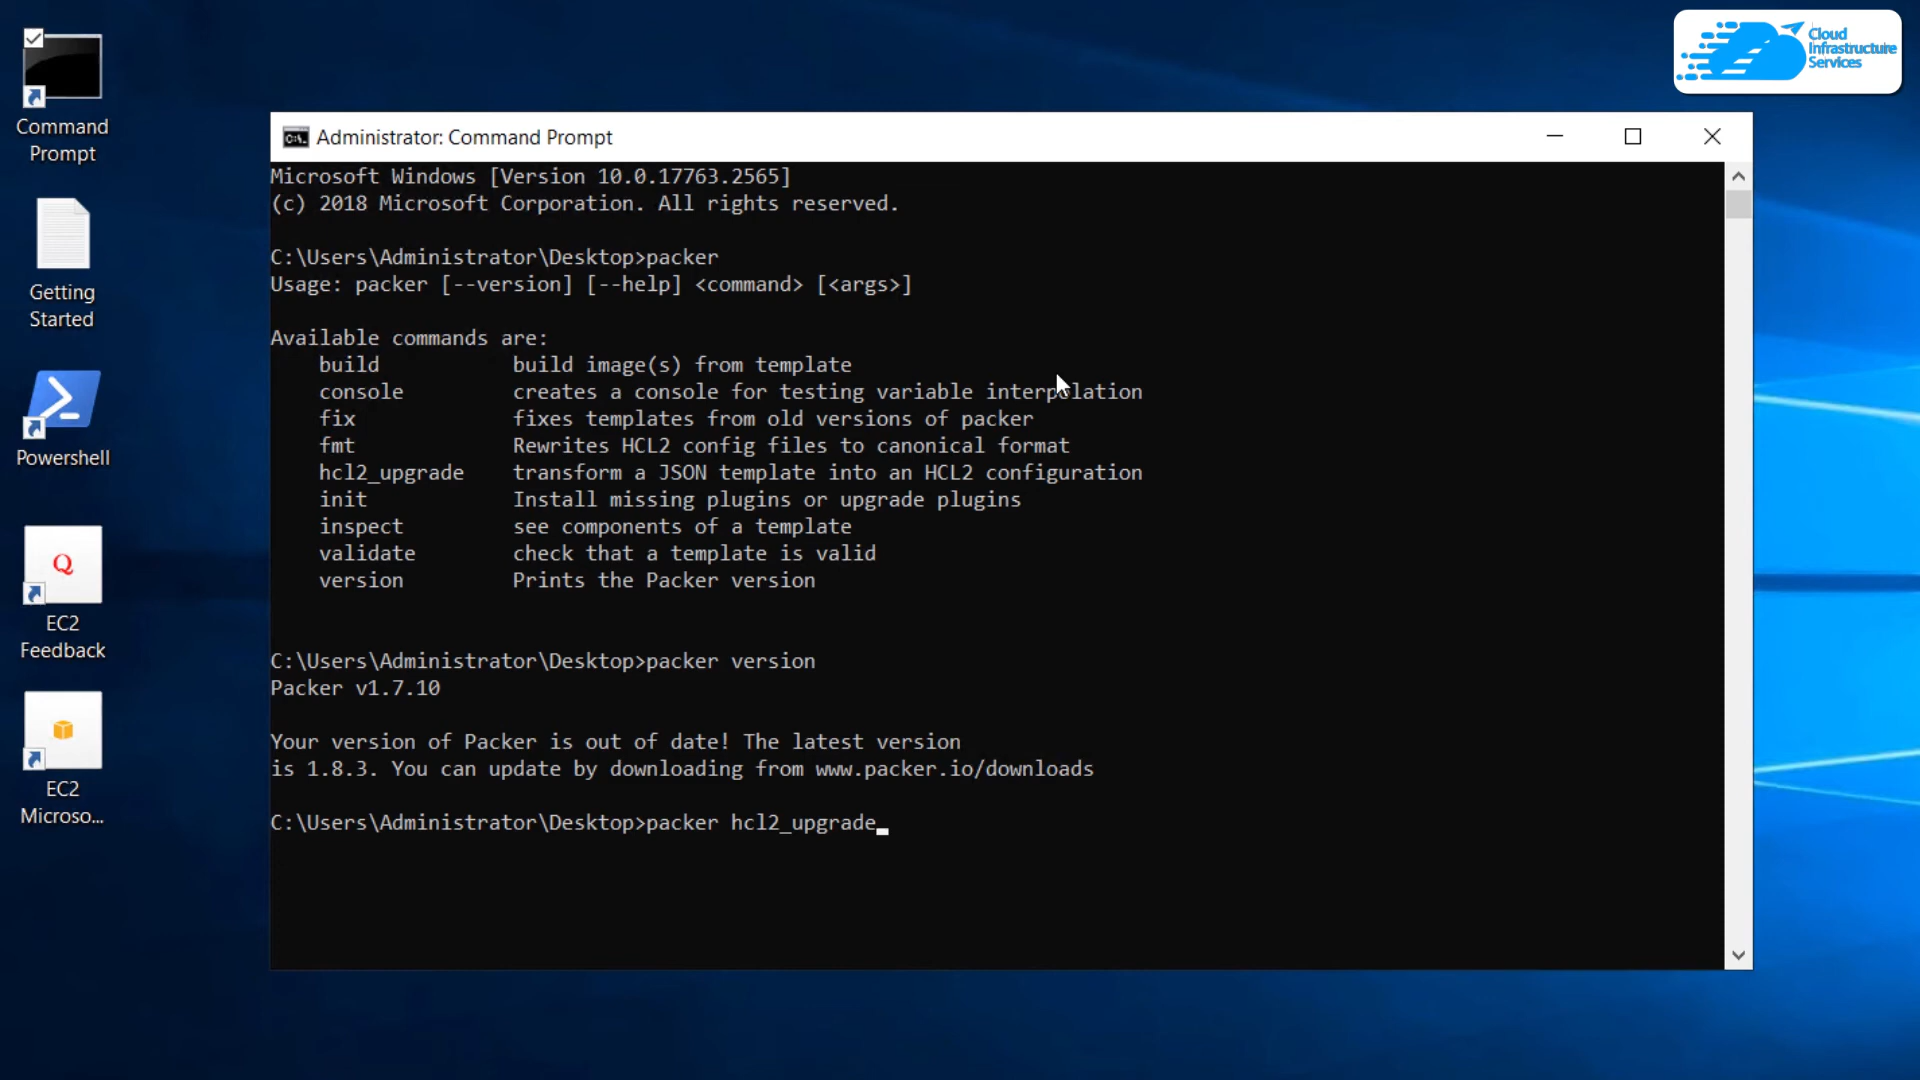 Cloud
Infrastructure
Services
Command
Prompt
Getting
Started
Powershell
Q
EC2
Feedback
EC2
Microso...
C:\.
Administrator: Command Prompt
Microsoft Windows [Version 10.0.17763.2565]
(c) 2018 Microsoft Corporation. All rights reserved.
C:\Users\Administrator\Desktop>packer
Usage: packer [--version] [--help] <command> [<args>]
Available commands are:
build build image(s) from template
console creates a console for testing variable interpolation
fix fixes templates from old versions of packer
fmt Rewrites HCL2 config files to canonical format
hcl2_upgrade transform a JSON template into an HCL2 configuration
init Install missing plugins or upgrade plugins
inspect see components of a template
validate check that a template is valid
version Prints the Packer version
C:\Users\Administrator\Desktop>packer version
Packer v1.7.10
Your version of Packer is out of date! The latest version
is 1.8.3. You can update by downloading from www.packer.io/downloads
C:\Users\Administrator\Desktop>packer hcl2_upgrade